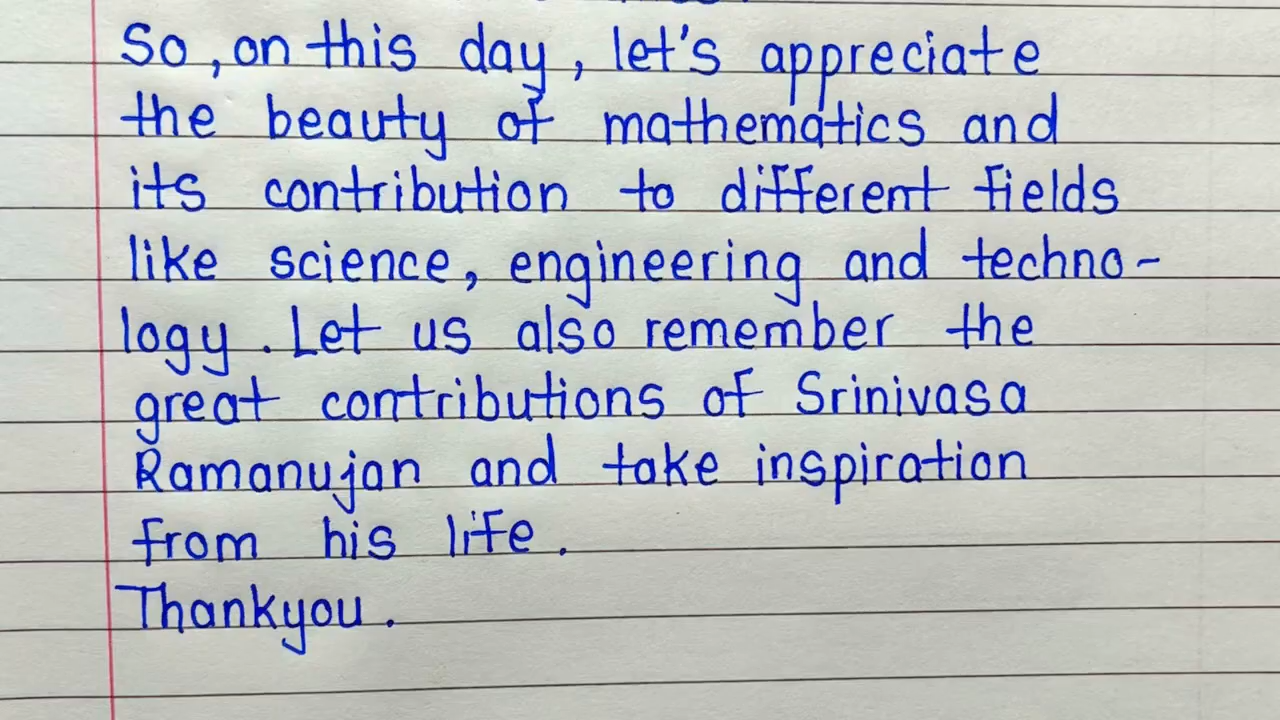 So, on this day, let's appreciate
the beauty of mathematics and
its contribution to different fields
like science, engineering and techno-
logy. Let us also remember the
great contributions of Srinivasa
Ramanujan and take inspiration
from his life.
Thankyou.